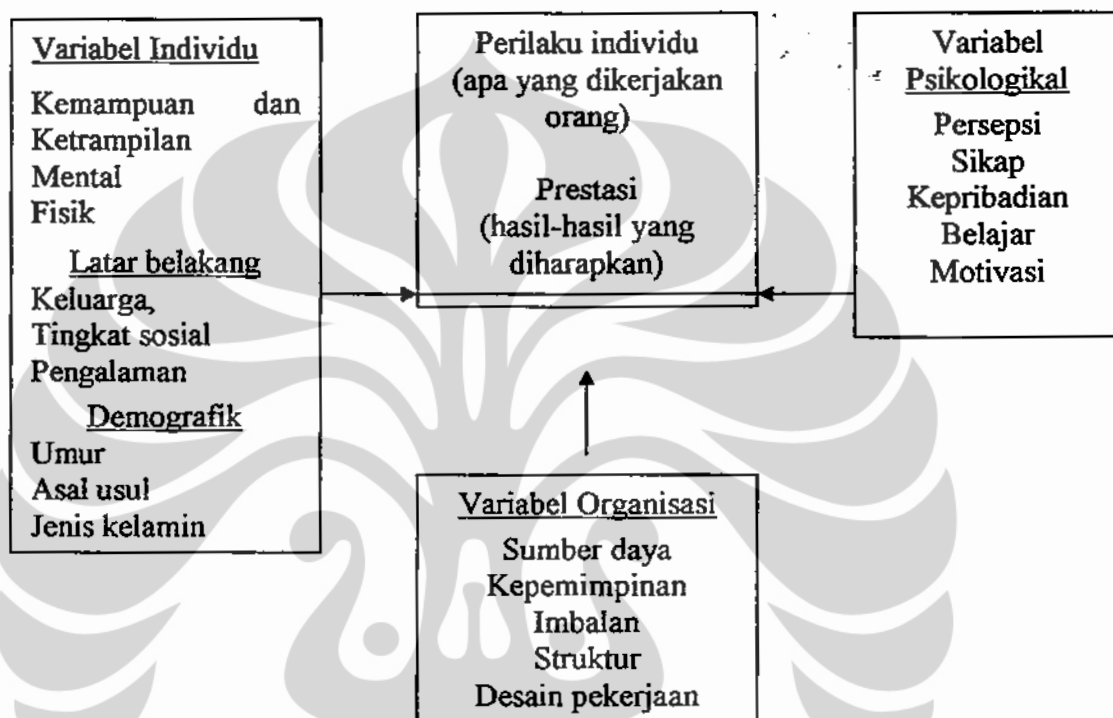 Variabel Individu
Kemampuan dan
Ketrampilan
Mental
Fisik
Latar belakang
Keluarga,
Tingkat sosial
Pengalaman
Demografik
Umur
Asal usul
Jenis kelamin
Perilaku individu
(apa yang dikerjakan
orang)
Prestasi
(hasil-hasil yang
diharapkan)
Variabel
Psikologikal
Persepsi
Sikap
Kepribadian
Belajar
Motivasi
Variabel Organisasi
Sumber daya
Kepemimpinan
Imbalan
Struktur
Desain pekerjaan